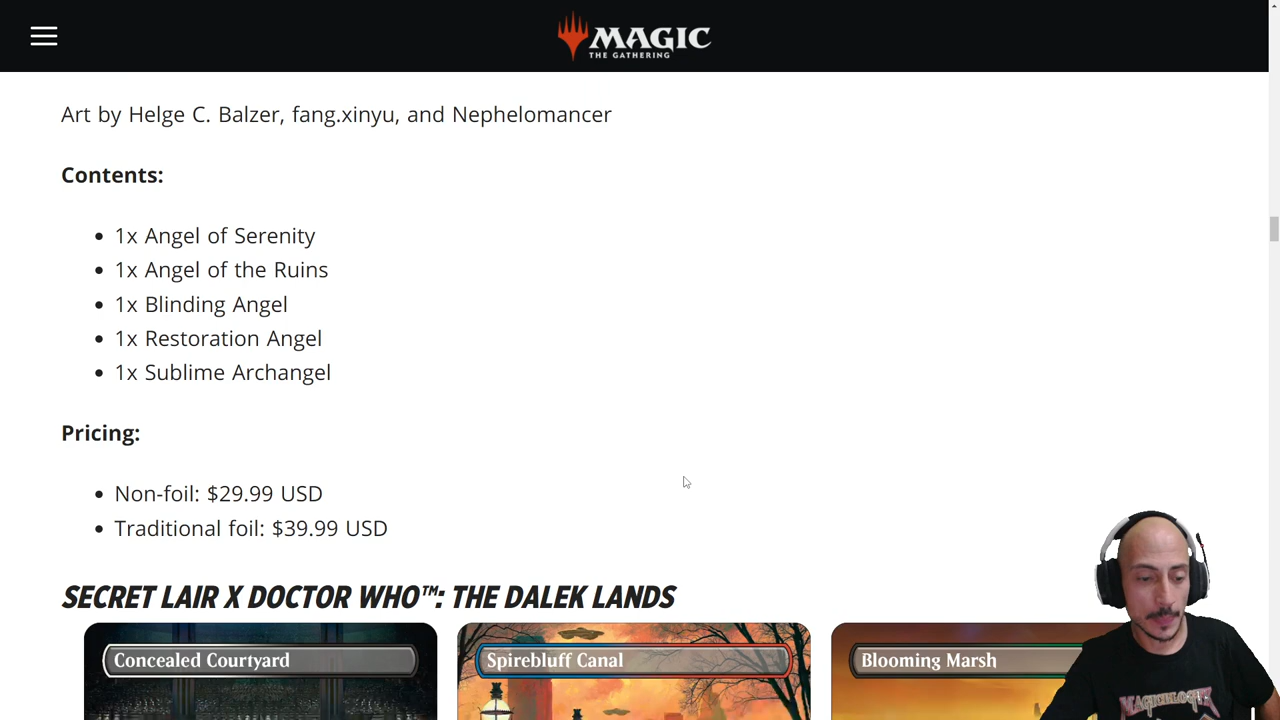 MAGIC
THE GATHERING
Art by Helge C. Balzer, fang.xinyu, and Nephelomancer
Contents:
1x Angel of Serenity
1x Angel of the Ruins
1x Blinding Angel
1x Restoration Angel
1x Sublime Archangel
Pricing:
Non-foil: $29.99 USD
Traditional foil: $39.99 USD
SECRET LAIR X DOCTOR WHO™: THE DALEK LANDS
Concealed Courtyard
Spirebluff Canal
Blooming Marsh